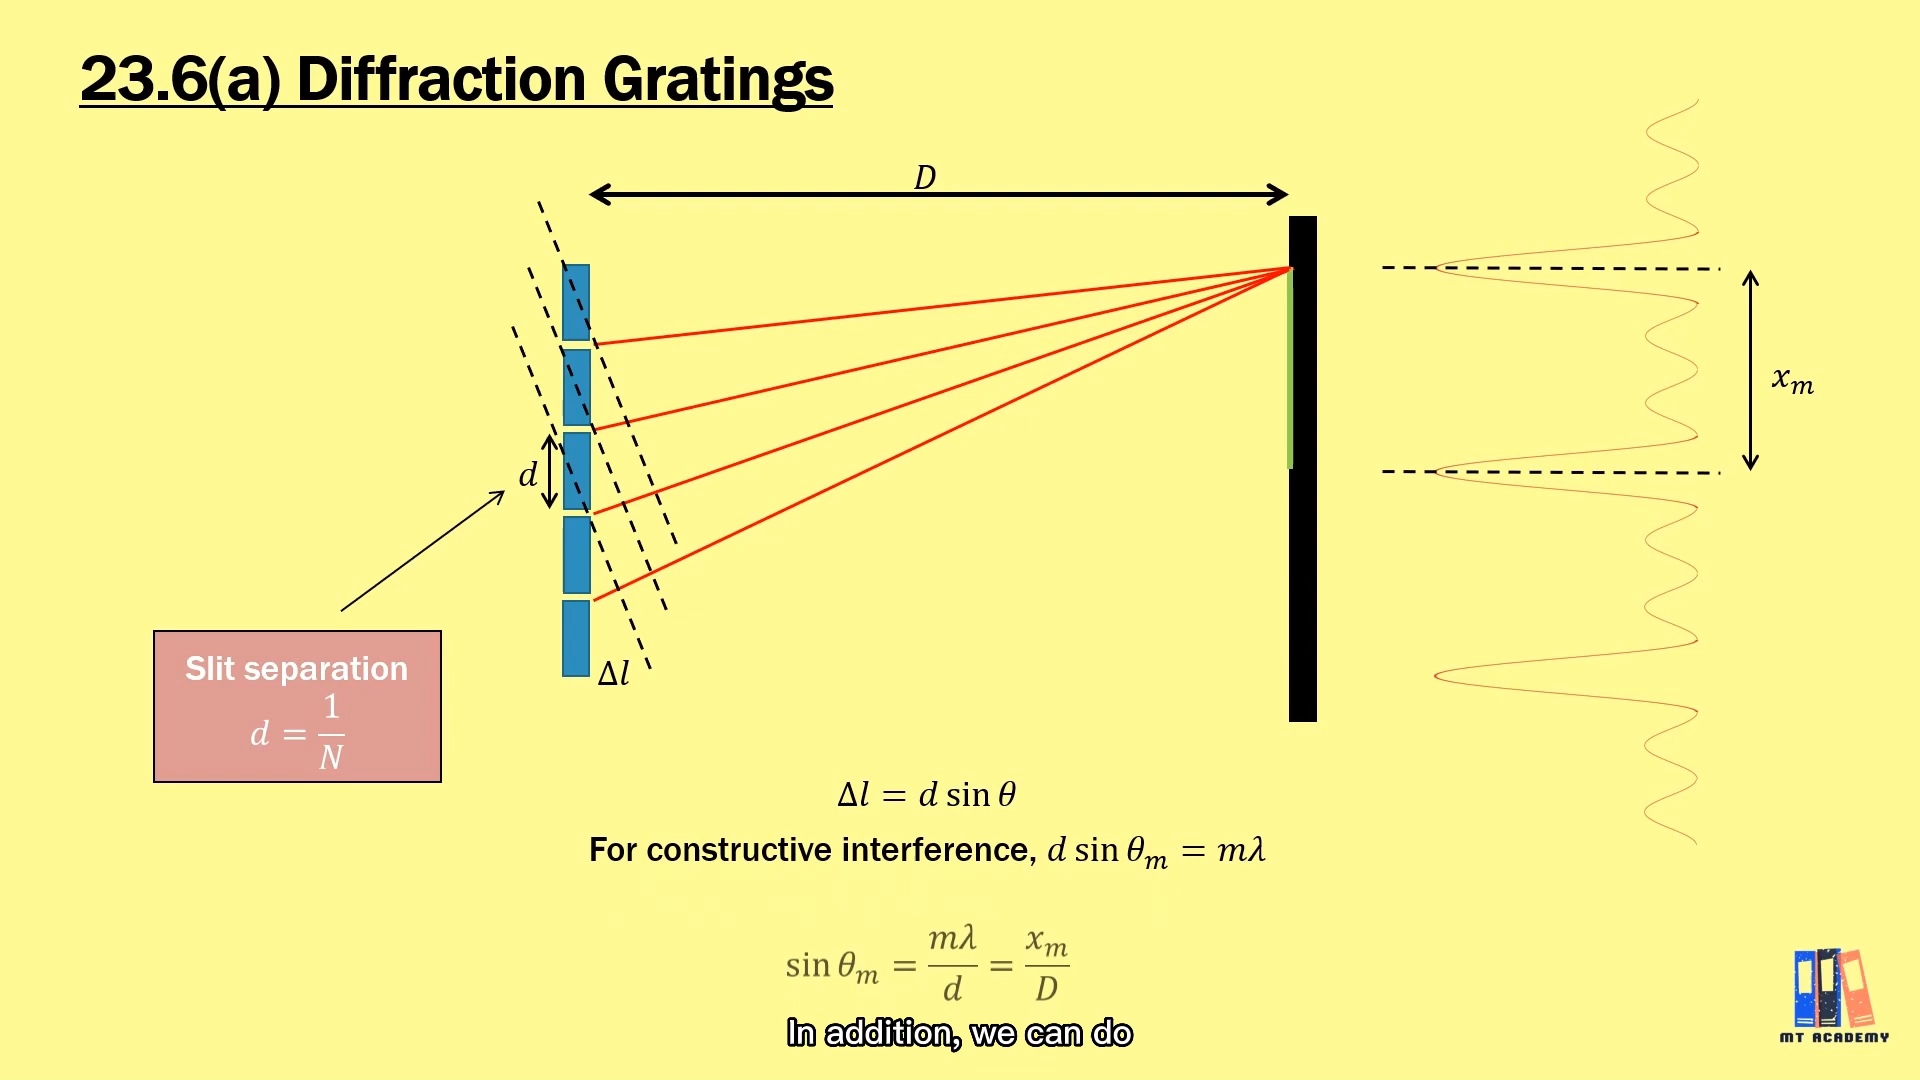 23.6(a) Diffraction Gratings
D
d
x_m
Slit separation
d = 1/N
Δl
Δl = d sin θ
For constructive interference, d sin θ_m = mλ
sin θ_m = mλ/d = x_m/D
In addition, we can do
MT ACADEMY